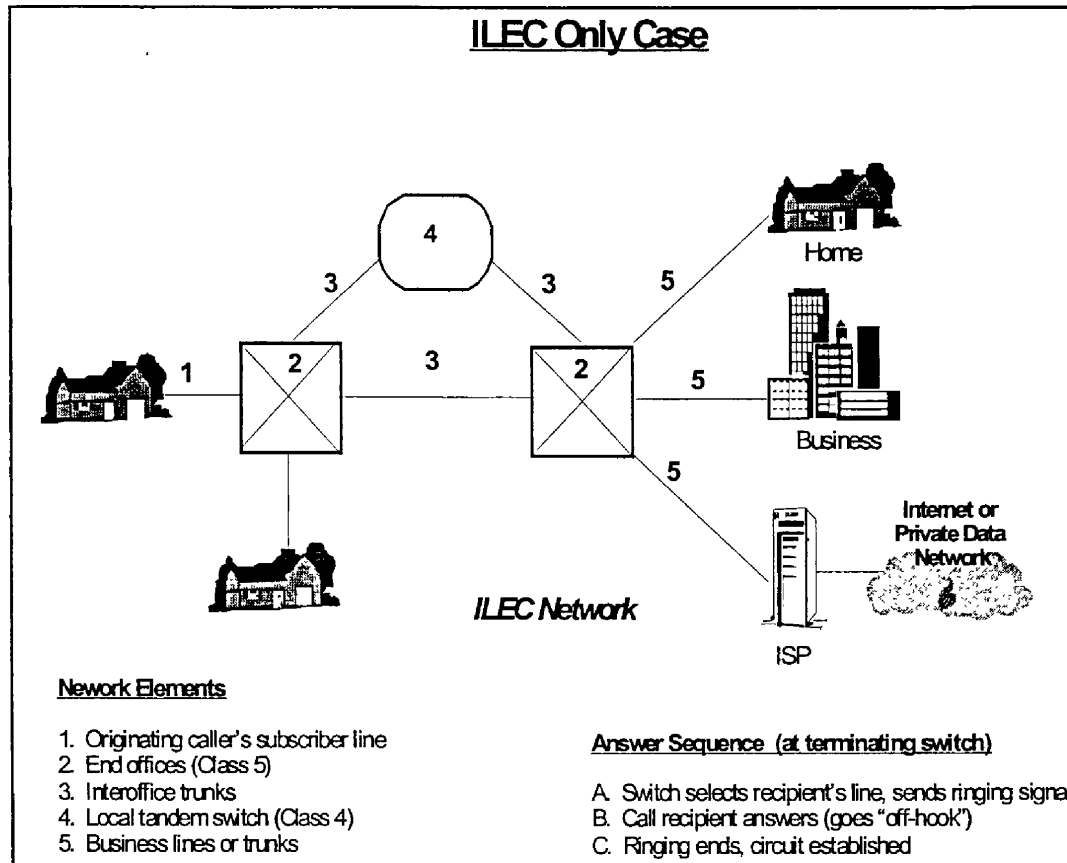 ILEC Only Case
4
3
3
5
Home
1
2
3
2
5
Business
5
Internet or
Private Data
Network
ILEC Network
ISP
Nework Elements
1. Originating caller's subscriber line
2. End offices (Class 5)
3. Interoffice trunks
4. Local tandem switch (Class 4)
5. Business lines or trunks
Answer Sequence (at terminating switch)
A. Switch selects recipient's line, sends ringing signa
B. Call recipient answers (goes "off-hook")
C. Ringing ends, circuit established